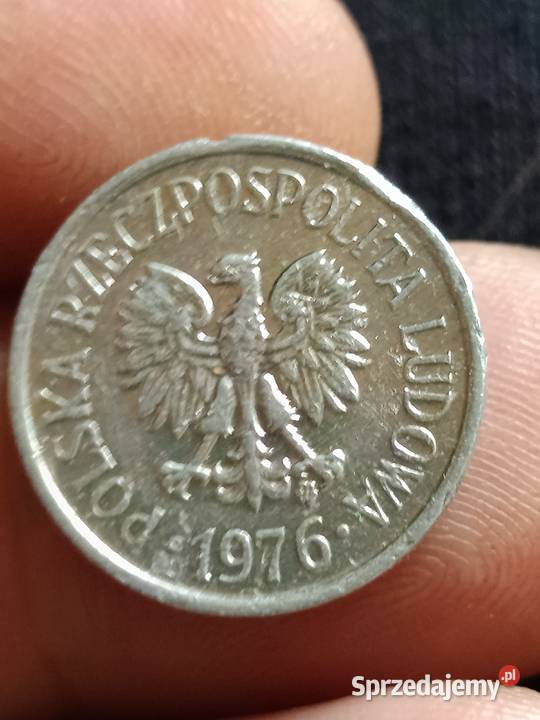 POLSKA RZECZPOSPOLITA LUDOWA
1976
Sprzedajemy.pl